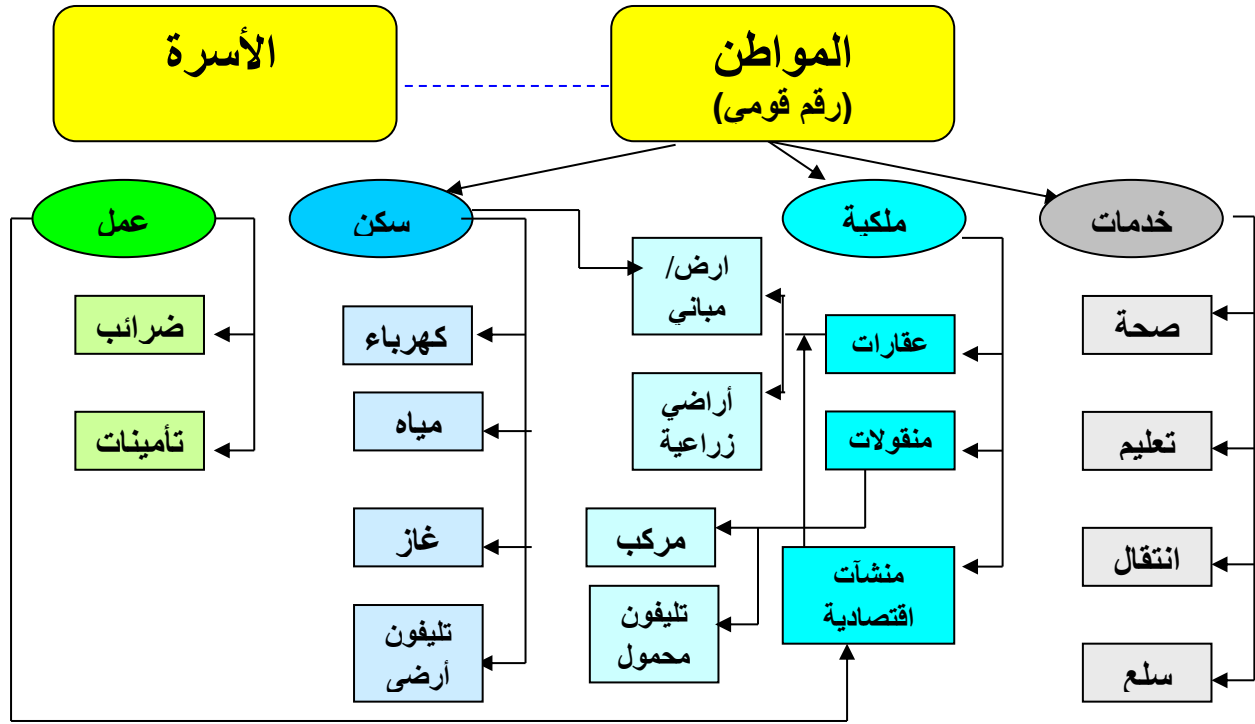 المواطن
(رقم قومى)
الأسرة
خدمات
ملكية
سكن
عمل
صحة
تعليم
انتقال
سلع
عقارات
منقولات
منشآت
اقتصادية
ارض/
مباني
أراضي
زراعية
مركب
تليفون
محمول
كهرباء
مياه
غاز
تليفون
أرضى
ضرائب
تأمينات